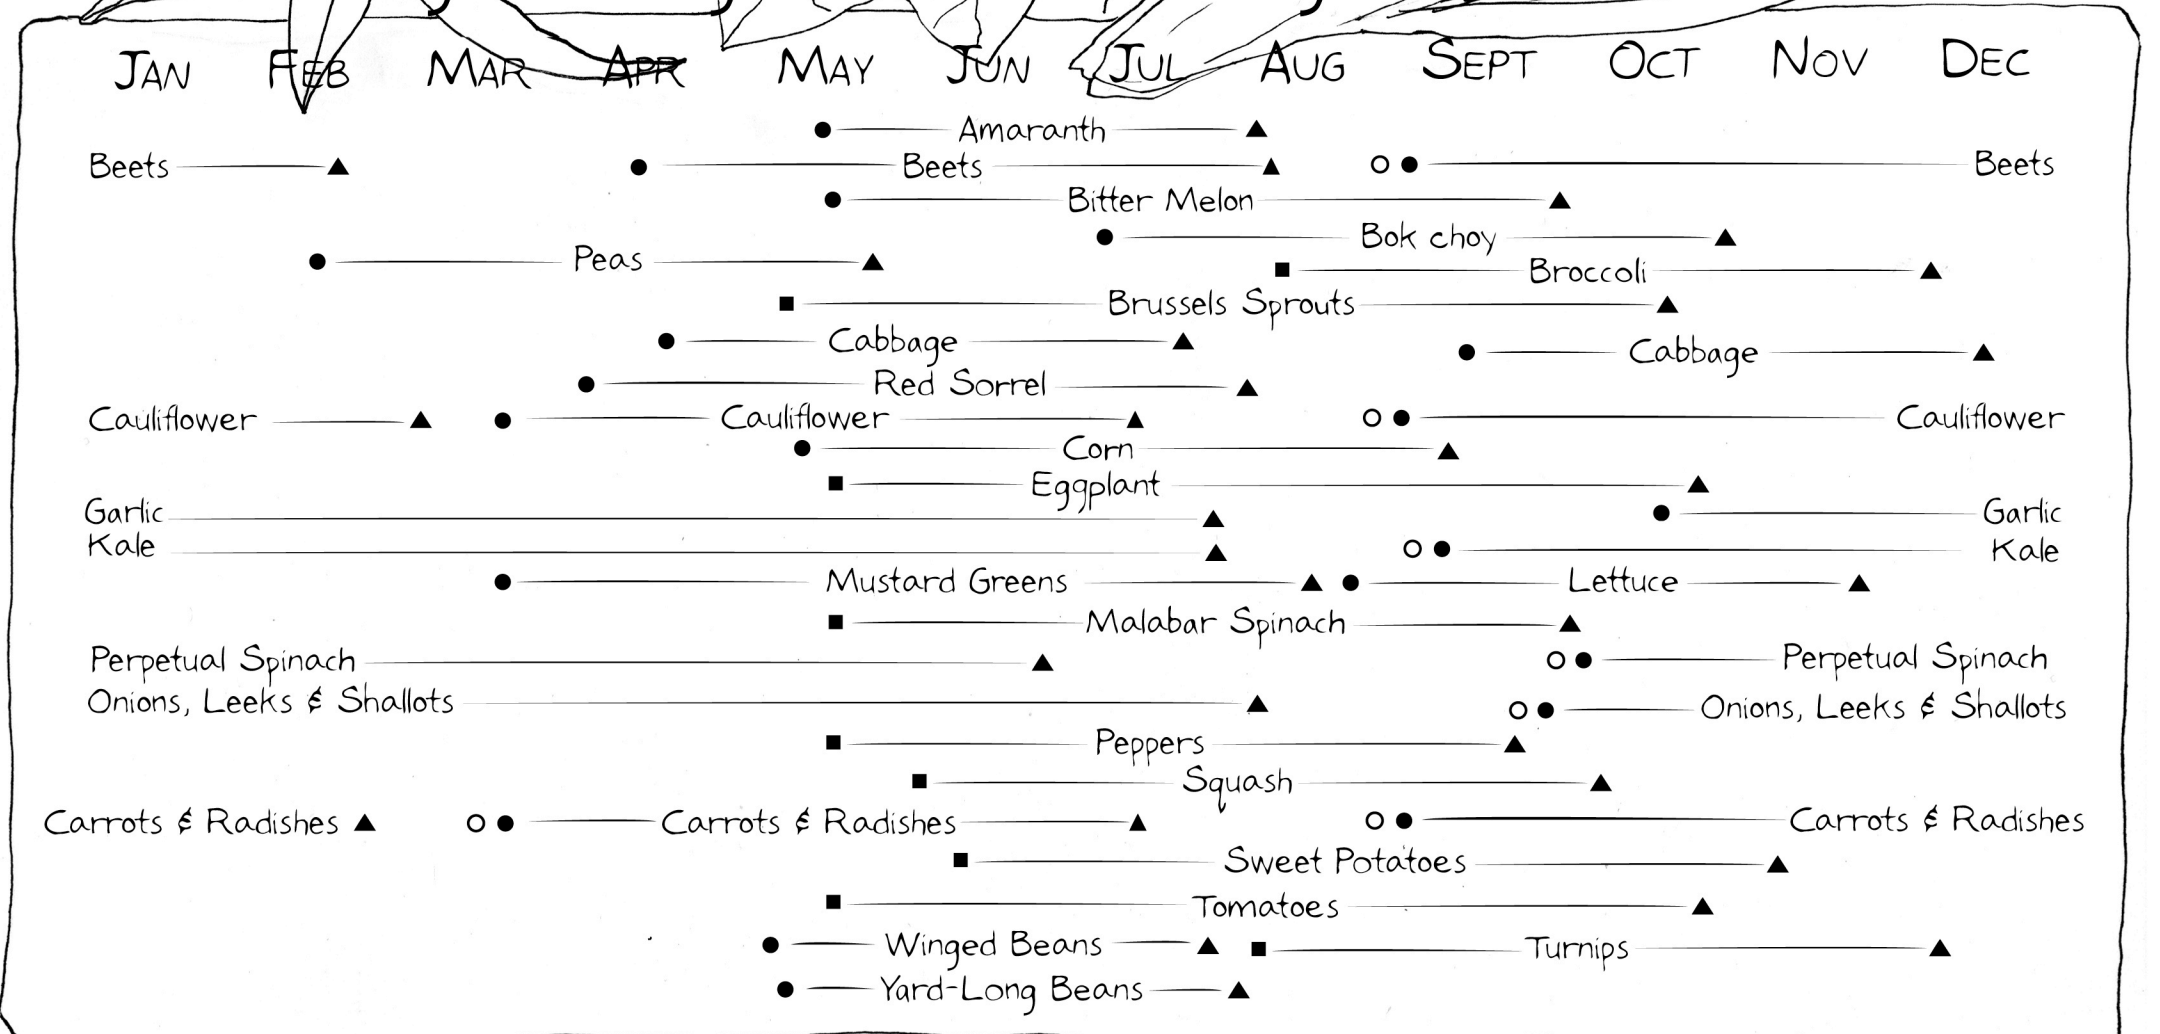 JAN FEB MAR APR MAY JUN JUL AUG SEPT OCT NOV DEC
Amaranth
Beets Beets Beets
Bitter Melon
Bok choy
Peas
Broccoli
Brussels Sprouts
Cabbage Cabbage
Red Sorrel
Cauliflower Cauliflower Cauliflower
Corn
Eggplant
Garlic Garlic
Kale Kale
Mustard Greens Lettuce
Malabar Spinach
Perpetual Spinach Perpetual Spinach
Onions, Leeks & Shallots Onions, Leeks & Shallots
Peppers
Squash
Carrots & Radishes Carrots & Radishes Carrots & Radishes
Sweet Potatoes
Tomatoes
Winged Beans Turnips
Yard-Long Beans